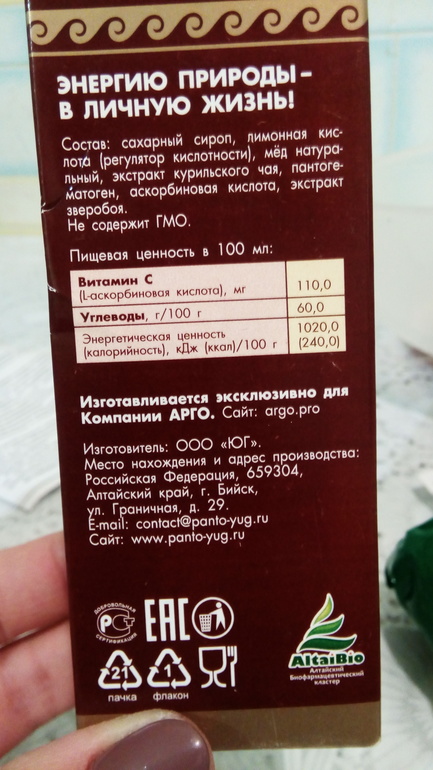 ЭНЕРГИЮ ПРИРОДЫ –
В ЛИЧНУЮ ЖИЗНЬ!
Состав: сахарный сироп, лимонная кис-
лота (регулятор кислотности), мёд натура-
льный, экстракт курильского чая, пантоге-
матоген, аскорбиновая кислота, экстракт
зверобоя.
Не содержит ГМО.
Пищевая ценность в 100 мл:
Витамин С
(L-аскорбиновая кислота), мг 110,0
Углеводы, г/100 г 60,0
Энергетическая ценность 1020,0
(калорийность), кДж (ккал)/100 г (240,0)
Изготавливается эксклюзивно для
Компании АРГО. Сайт: argo.pro
Изготовитель: ООО «ЮГ».
Место нахождения и адрес производства:
Российская Федерация, 659304,
Алтайский край, г. Бийск,
ул. Граничная, д. 29.
E-mail: contact@panto-yug.ru
Сайт: www.panto-yug.ru
ДОБРОВОЛЬНАЯ
СЕРТИФИКАЦИЯ
EAC
21
пачка
1
флакон
AltaiBio
Алтайский
Биофармацевтический
кластер